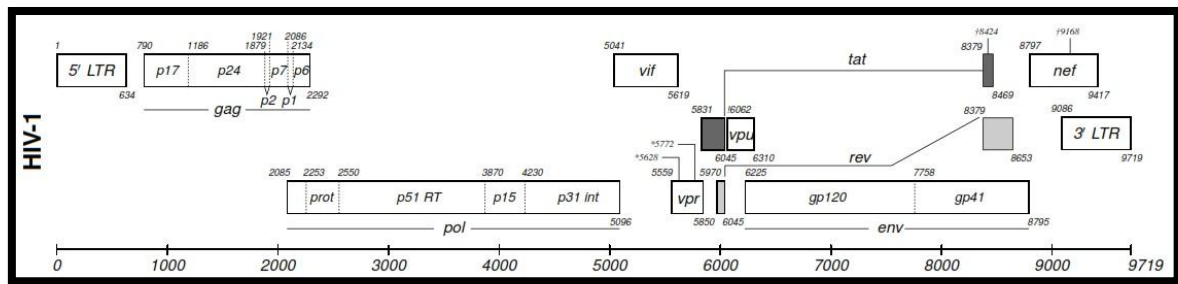 HIV-1
1
5' LTR
634
790 1186 1879 1921 2086 2134
p17 p24 p7 p6
p2 p1 2292
gag
5041
vif
5619
tat
8379 †8424
8469
8797 †9168
nef
9417
5831 !6062
vpu
6045 6310
rev
8379
8653
9086
3' LTR
9719
2085 2253 2550 3870 4230
prot p51 RT p15 p31 int
5096
pol
*5628 *5772
5559
vpr
5850
5970
6045
6225 7758
gp120 gp41
8795
env
0 1000 2000 3000 4000 5000 6000 7000 8000 9000 9719